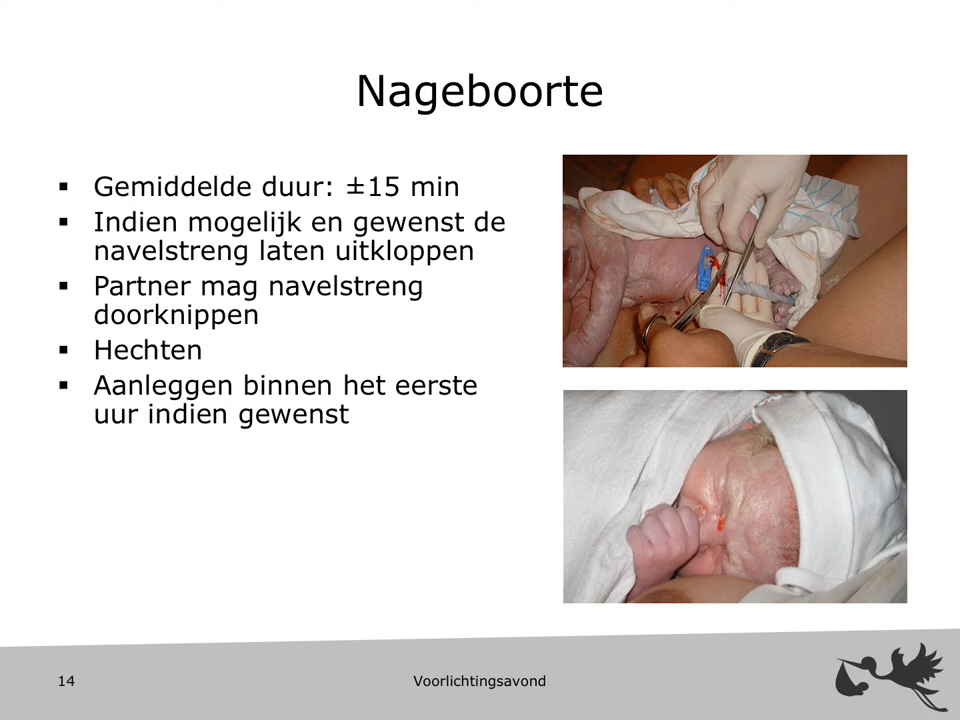 Nageboorte
▪ Gemiddelde duur: ±15 min
▪ Indien mogelijk en gewenst de
navelstreng laten uitkloppen
▪ Partner mag navelstreng
doorknippen
▪ Hechten
▪ Aanleggen binnen het eerste
uur indien gewenst
14
Voorlichtingsavond